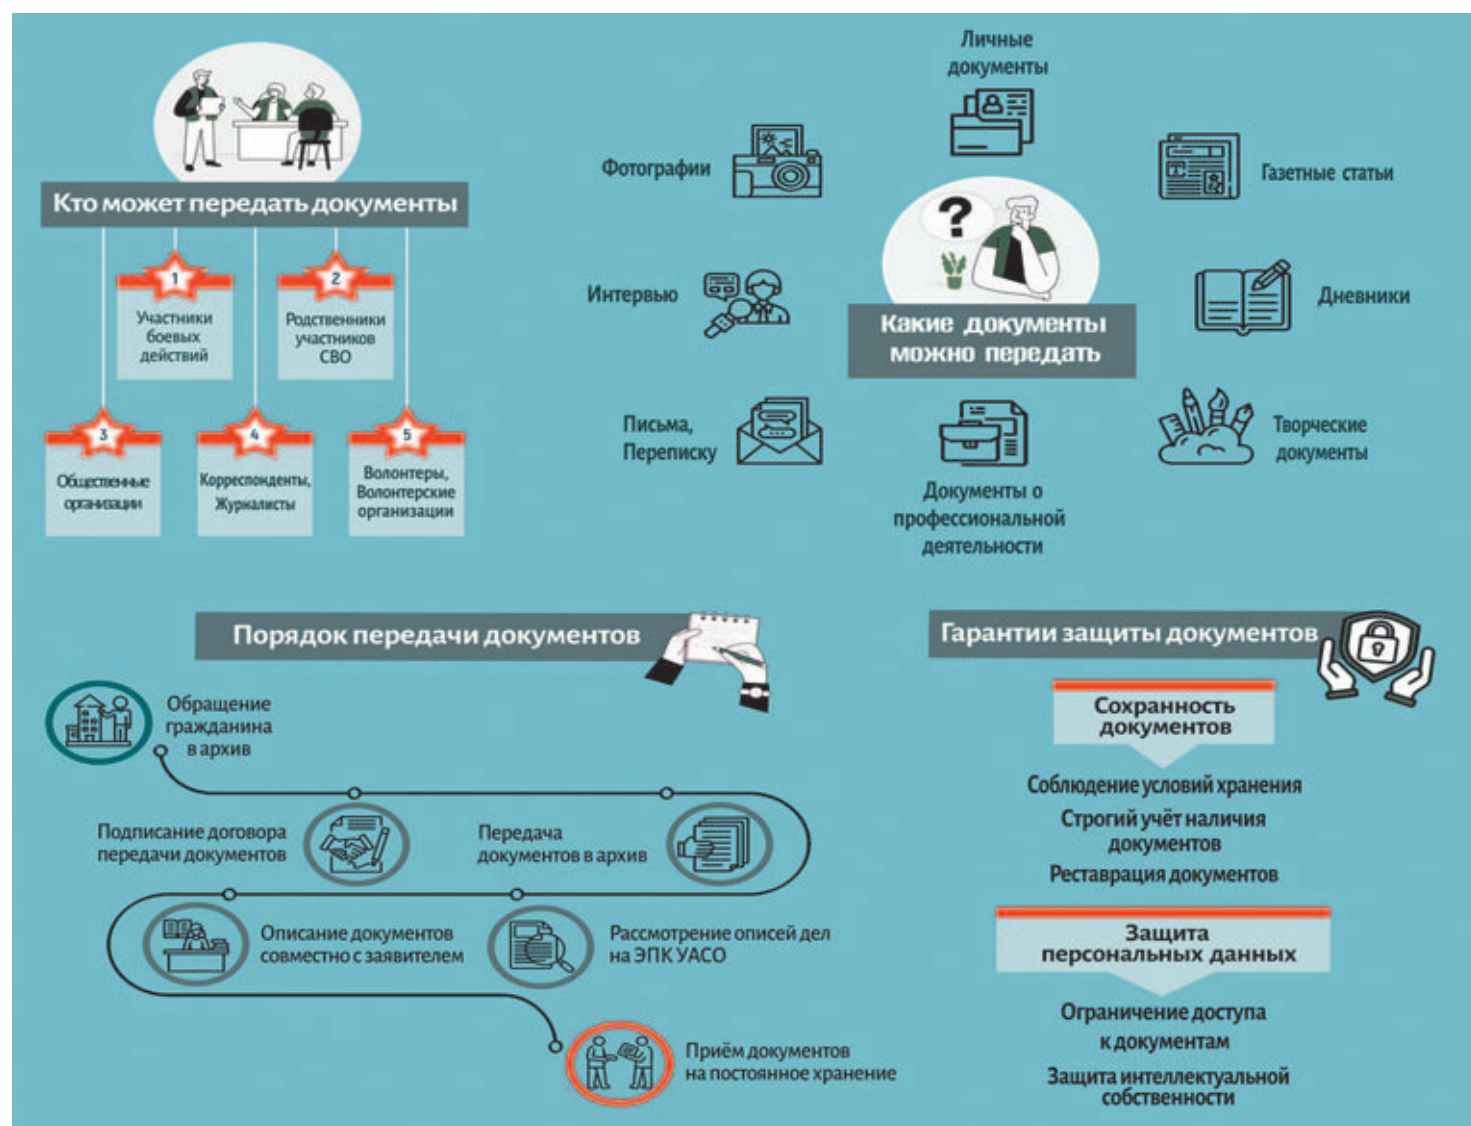 Кто может передать документы
1
Участники
боевых
действий
2
Родственники
участников
СВО
3
Общественные
организации
4
Корреспонденты,
Журналисты
5
Волонтеры,
Волонтерские
организации
Личные
документы
Фотографии
Газетные статьи
?
Интервью
Дневники
Какие документы
можно передать
Письма,
Переписку
Творческие
документы
Документы о
профессиональной
деятельности
Порядок передачи документов
Обращение
гражданина
в архив
Подписание договора
передачи документов
Передача
документов в архив
Описание документов
совместно с заявителем
Рассмотрение описей дел
на ЭПК УАСО
Приём документов
на постоянное хранение
Гарантии защиты документов
Сохранность
документов
Соблюдение условий хранения
Строгий учёт наличия
документов
Реставрация документов
Защита
персональных данных
Ограничение доступа
к документам
Защита интеллектуальной
собственности